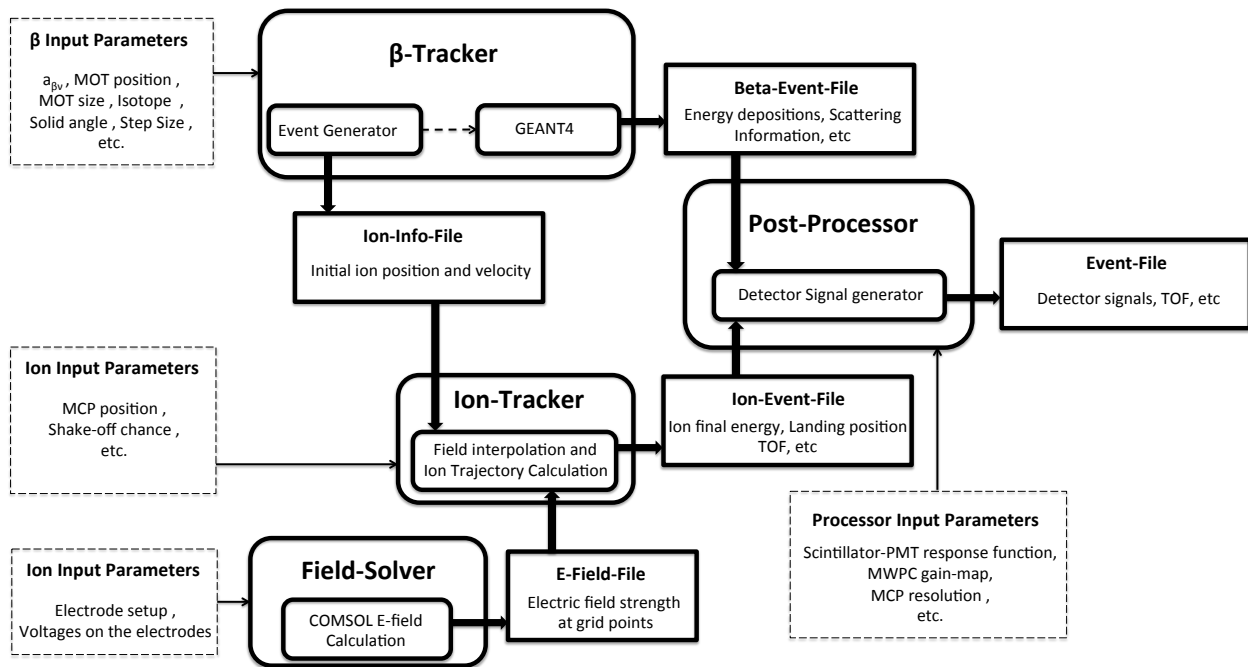 β Input Parameters
aβν , MOT position ,
MOT size , Isotope ,
Solid angle , Step Size ,
etc.
β-Tracker
Event Generator
GEANT4
Beta-Event-File
Energy depositions, Scattering
Information, etc
Ion-Info-File
Initial ion position and velocity
Post-Processor
Detector Signal generator
Event-File
Detector signals, TOF, etc
Ion Input Parameters
MCP position ,
Shake-off chance ,
etc.
Ion-Tracker
Field interpolation and
Ion Trajectory Calculation
Ion-Event-File
Ion final energy, Landing position
TOF, etc
Ion Input Parameters
Electrode setup ,
Voltages on the electrodes
Field-Solver
COMSOL E-field
Calculation
E-Field-File
Electric field strength
at grid points
Processor Input Parameters
Scintillator-PMT response function,
MWPC gain-map,
MCP resolution ,
etc.